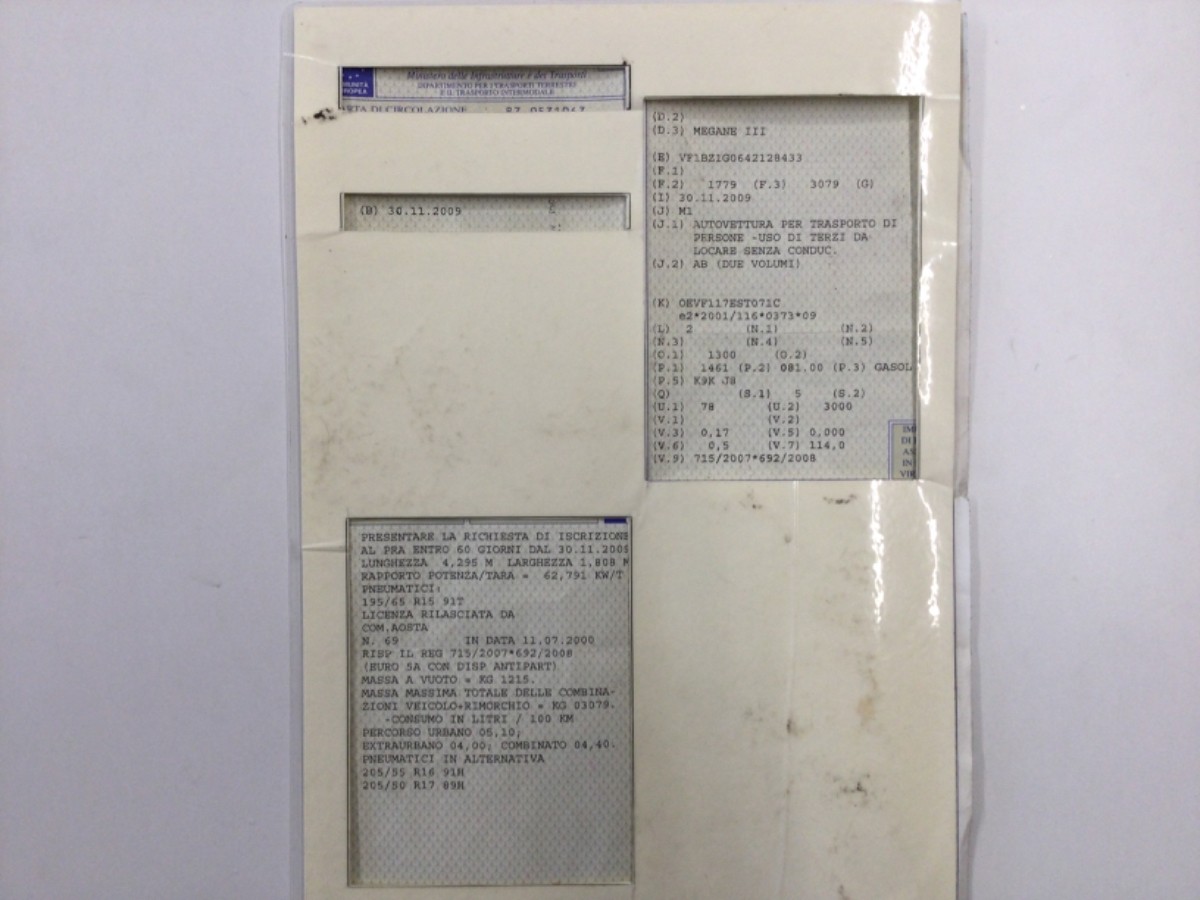 MUNITÀ
ROPEA
Ministero delle Infrastrutture e dei Trasporti
DIPARTIMENTO PER I TRASPORTI TERRESTRI
E IL TRASPORTO INTERMODALE
RTA DI CIRCOLAZIONE
(B) 30.11.2009
PRESENTARE LA RICHIESTA DI ISCRIZIONE
AL PRA ENTRO 60 GIORNI DAL 30.11.2009
LUNGHEZZA 4,295 M LARGHEZZA 1,808 M
RAPPORTO POTENZA/TARA = 62,791 KW/T
PNEUMATICI:
195/65 R15 91T
LICENZA RILASCIATA DA
COM.AOSTA
N. 69 IN DATA 11.07.2000
RISP IL REG 715/2007*692/2008
(EURO 5A CON DISP ANTIPART)
MASSA A VUOTO = KG 1215.
MASSA MASSIMA TOTALE DELLE COMBINA-
ZIONI VEICOLO+RIMORCHIO = KG 03079.
-CONSUMO IN LITRI / 100 KM
PERCORSO URBANO 05,10;
EXTRAURBANO 04,00; COMBINATO 04,40.
PNEUMATICI IN ALTERNATIVA
205/55 R16 91H
205/50 R17 89H
(D.2)
(D.3) MEGANE III
(E) VF1BZ1G0642128433
(F.1)
(F.2) 1779 (F.3) 3079 (G)
(I) 30.11.2009
(J) M1
(J.1) AUTOVETTURA PER TRASPORTO DI
PERSONE -USO DI TERZI DA
LOCARE SENZA CONDUC.
(J.2) AB (DUE VOLUMI)
(K) OEVF117EST071C
e2*2001/116*0373*09
(L) 2 (N.1) (N.2)
(N.3) (N.4) (N.5)
(O.1) 1300 (O.2)
(P.1) 1461 (P.2) 081.00 (P.3) GASOL
(P.5) K9K J8
(Q) (S.1) 5 (S.2)
(U.1) 78 (U.2) 3000
(V.1) (V.2)
(V.3) 0,17 (V.5) 0,000
(V.6) 0,5 (V.7) 114,0
(V.9) 715/2007*692/2008
IM
DI
AS
IN
VIR